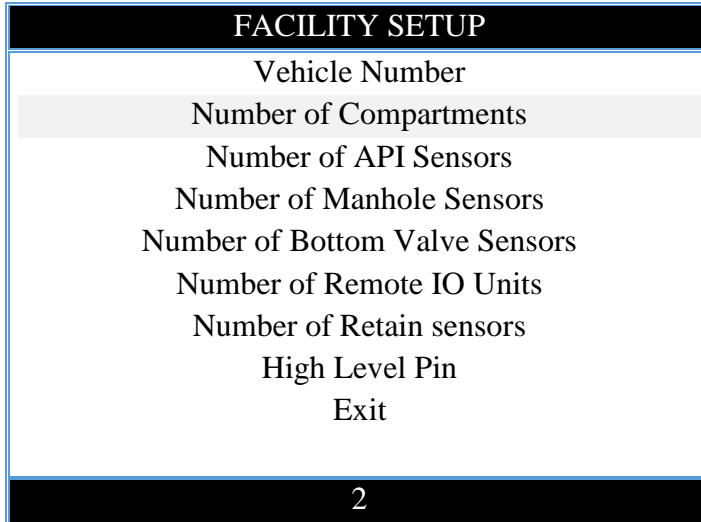 FACILITY SETUP
Vehicle Number
Number of Compartments
Number of API Sensors
Number of Manhole Sensors
Number of Bottom Valve Sensors
Number of Remote IO Units
Number of Retain sensors
High Level Pin
Exit
2